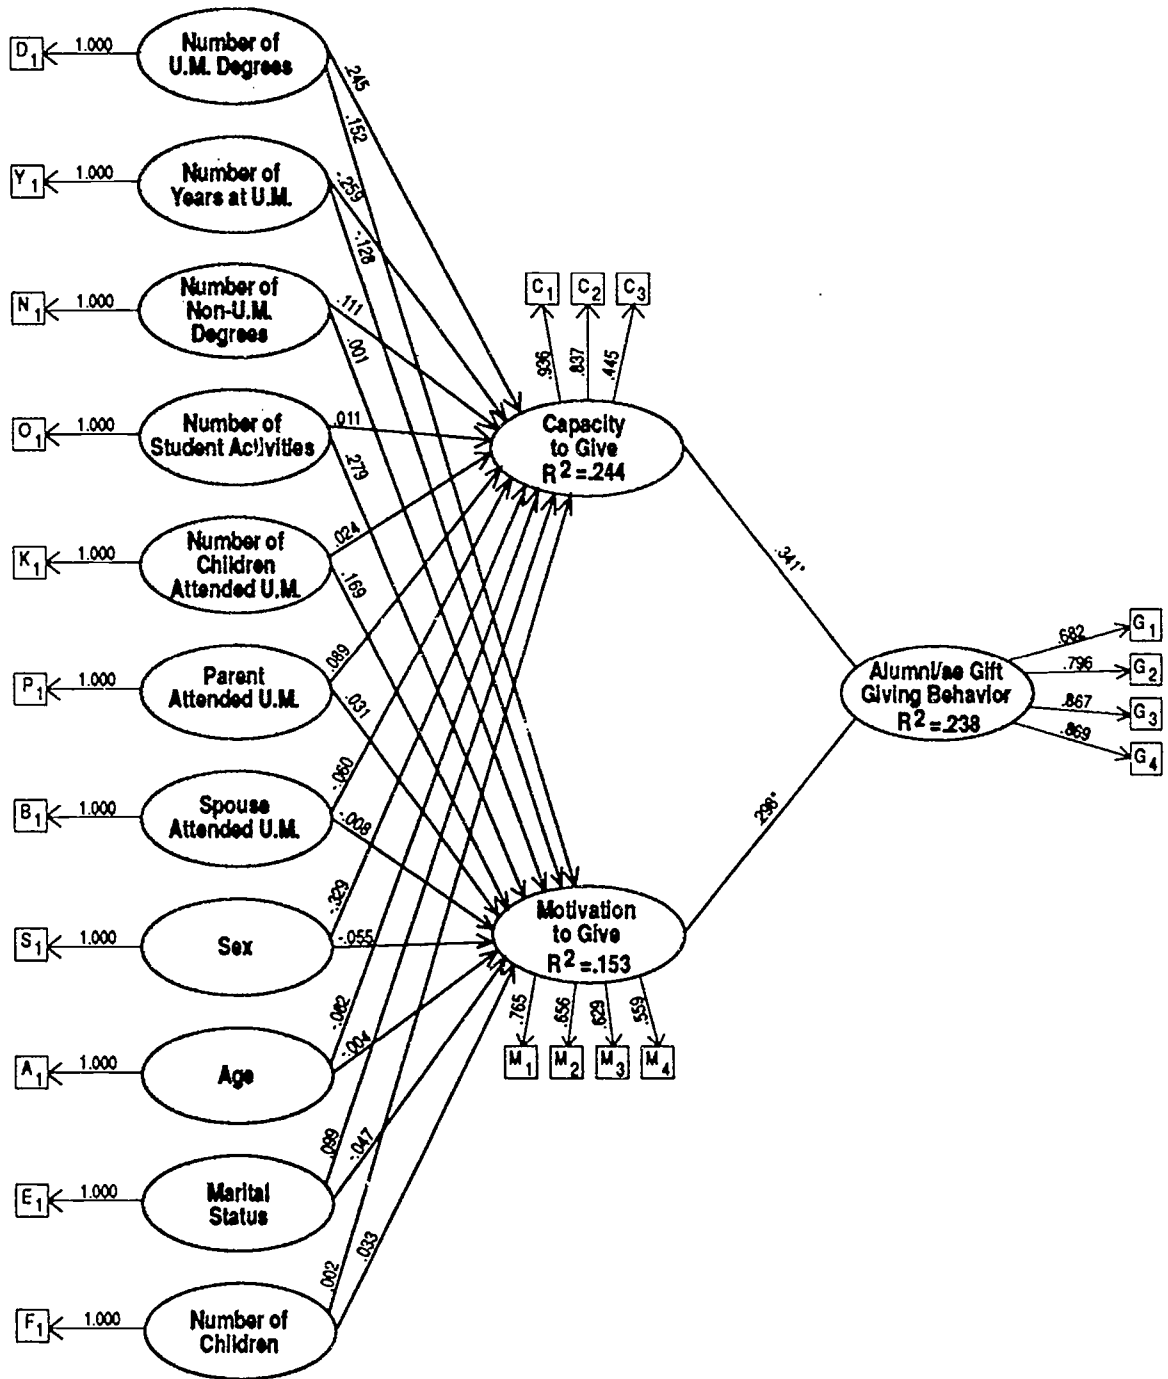 D1 1.000 Number of
U.M. Degrees
.245
.152
Y1 1.000 Number of
Years at U.M.
-.259
-.128
N1 1.000 Number of
Non-U.M.
Degrees
.111
.001
O1 1.000 Number of
Student Activities
.011
.279
K1 1.000 Number of
Children
Attended U.M.
.024
.169
P1 1.000 Parent
Attended U.M.
.089
.031
B1 1.000 Spouse
Attended U.M.
-.060
-.008
S1 1.000 Sex
-.329
-.055
A1 1.000 Age
-.062
-.004
E1 1.000 Marital
Status
.099
-.047
F1 1.000 Number of
Children
.002
.033
C1 C2 C3
.936 .837 .445
Capacity
to Give
R2 =.244
.341*
Motivation
to Give
R2 =.153
.298*
.765 .656 .629 .559
M1 M2 M3 M4
Alumni/ae Gift
Giving Behavior
R2 =.238
.682 G1
.796 G2
.867 G3
.869 G4